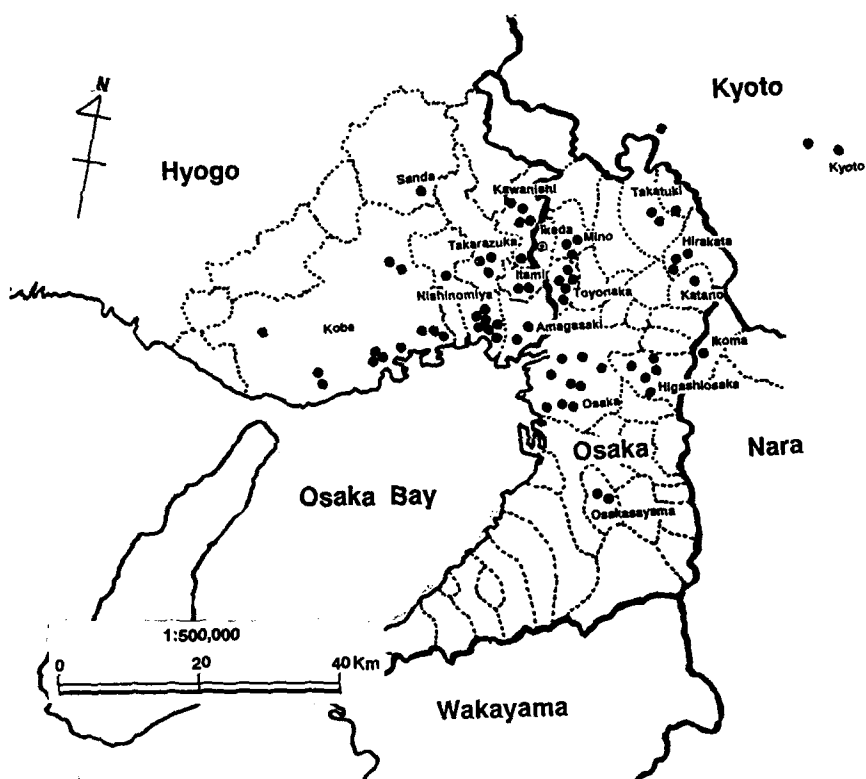 N
Kyoto
Hyogo
Kyoto
Sanda
Kawanishi
Takatuki
Ikeda
Mino
Takarazuka
Hirakata
Itami
Nishinomiya
Toyonaka
Katano
Kobe
Amagasaki
Ikoma
Higashiosaka
Osaka
Osaka
Nara
Osaka Bay
Osakasayama
1:500,000
0 20 40 Km
Wakayama